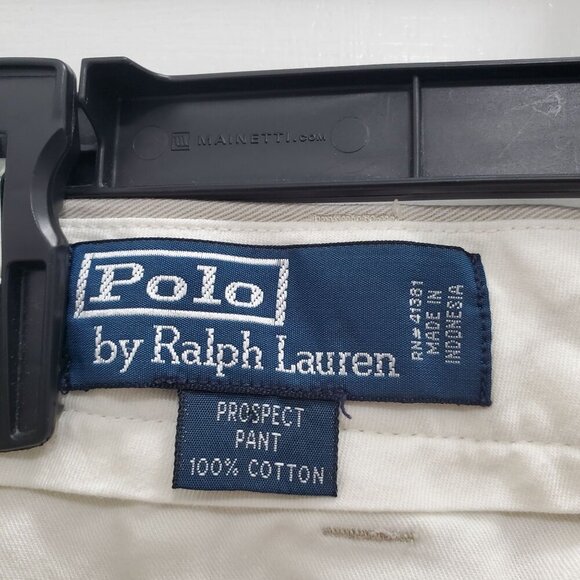 MAINETTI.COM
Polo
by Ralph Lauren
RN# 41381
MADE IN
INDONESIA
PROSPECT
PANT
100% COTTON